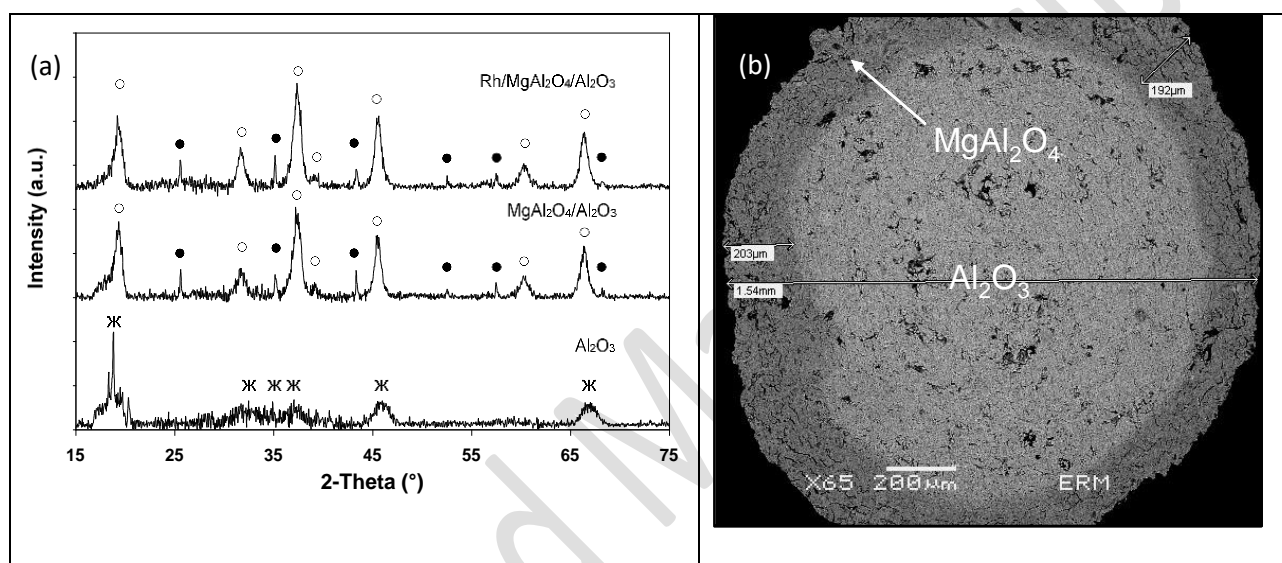 (a)
Intensity (a.u.)
Rh/MgAl₂O₄/Al₂O₃
MgAl₂O₄/Al₂O₃
Al₂O₃
ж
ж ж ж ж ж
15 25 35 45 55 65 75
2-Theta (°)
(b)
192µm
MgAl₂O₄
203µm
Al₂O₃
1.54mm
X65 200µm ERM